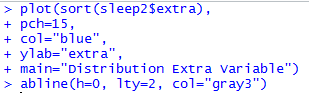 > plot(sort(sleep2$extra),
+ pch=15,
+ col="blue",
+ ylab="extra",
+ main="Distribution Extra Variable")
> abline(h=0, lty=2, col="gray3")